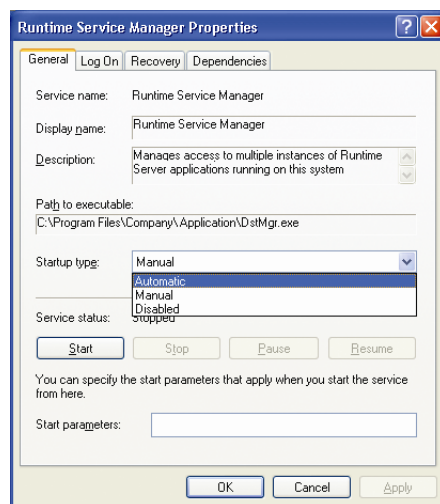 Runtime Service Manager Properties
General Log On Recovery Dependencies
Service name: Runtime Service Manager
Display name: Runtime Service Manager
Description: Manages access to multiple instances of Runtime
Server applications running on this system
Path to executable:
C:\Program Files\Company\Application\DstMgr.exe
Startup type: Manual
Automatic
Manual
Disabled
Service status: Stopped
Start Stop Pause Resume
You can specify the start parameters that apply when you start the service
from here.
Start parameters:
OK Cancel Apply